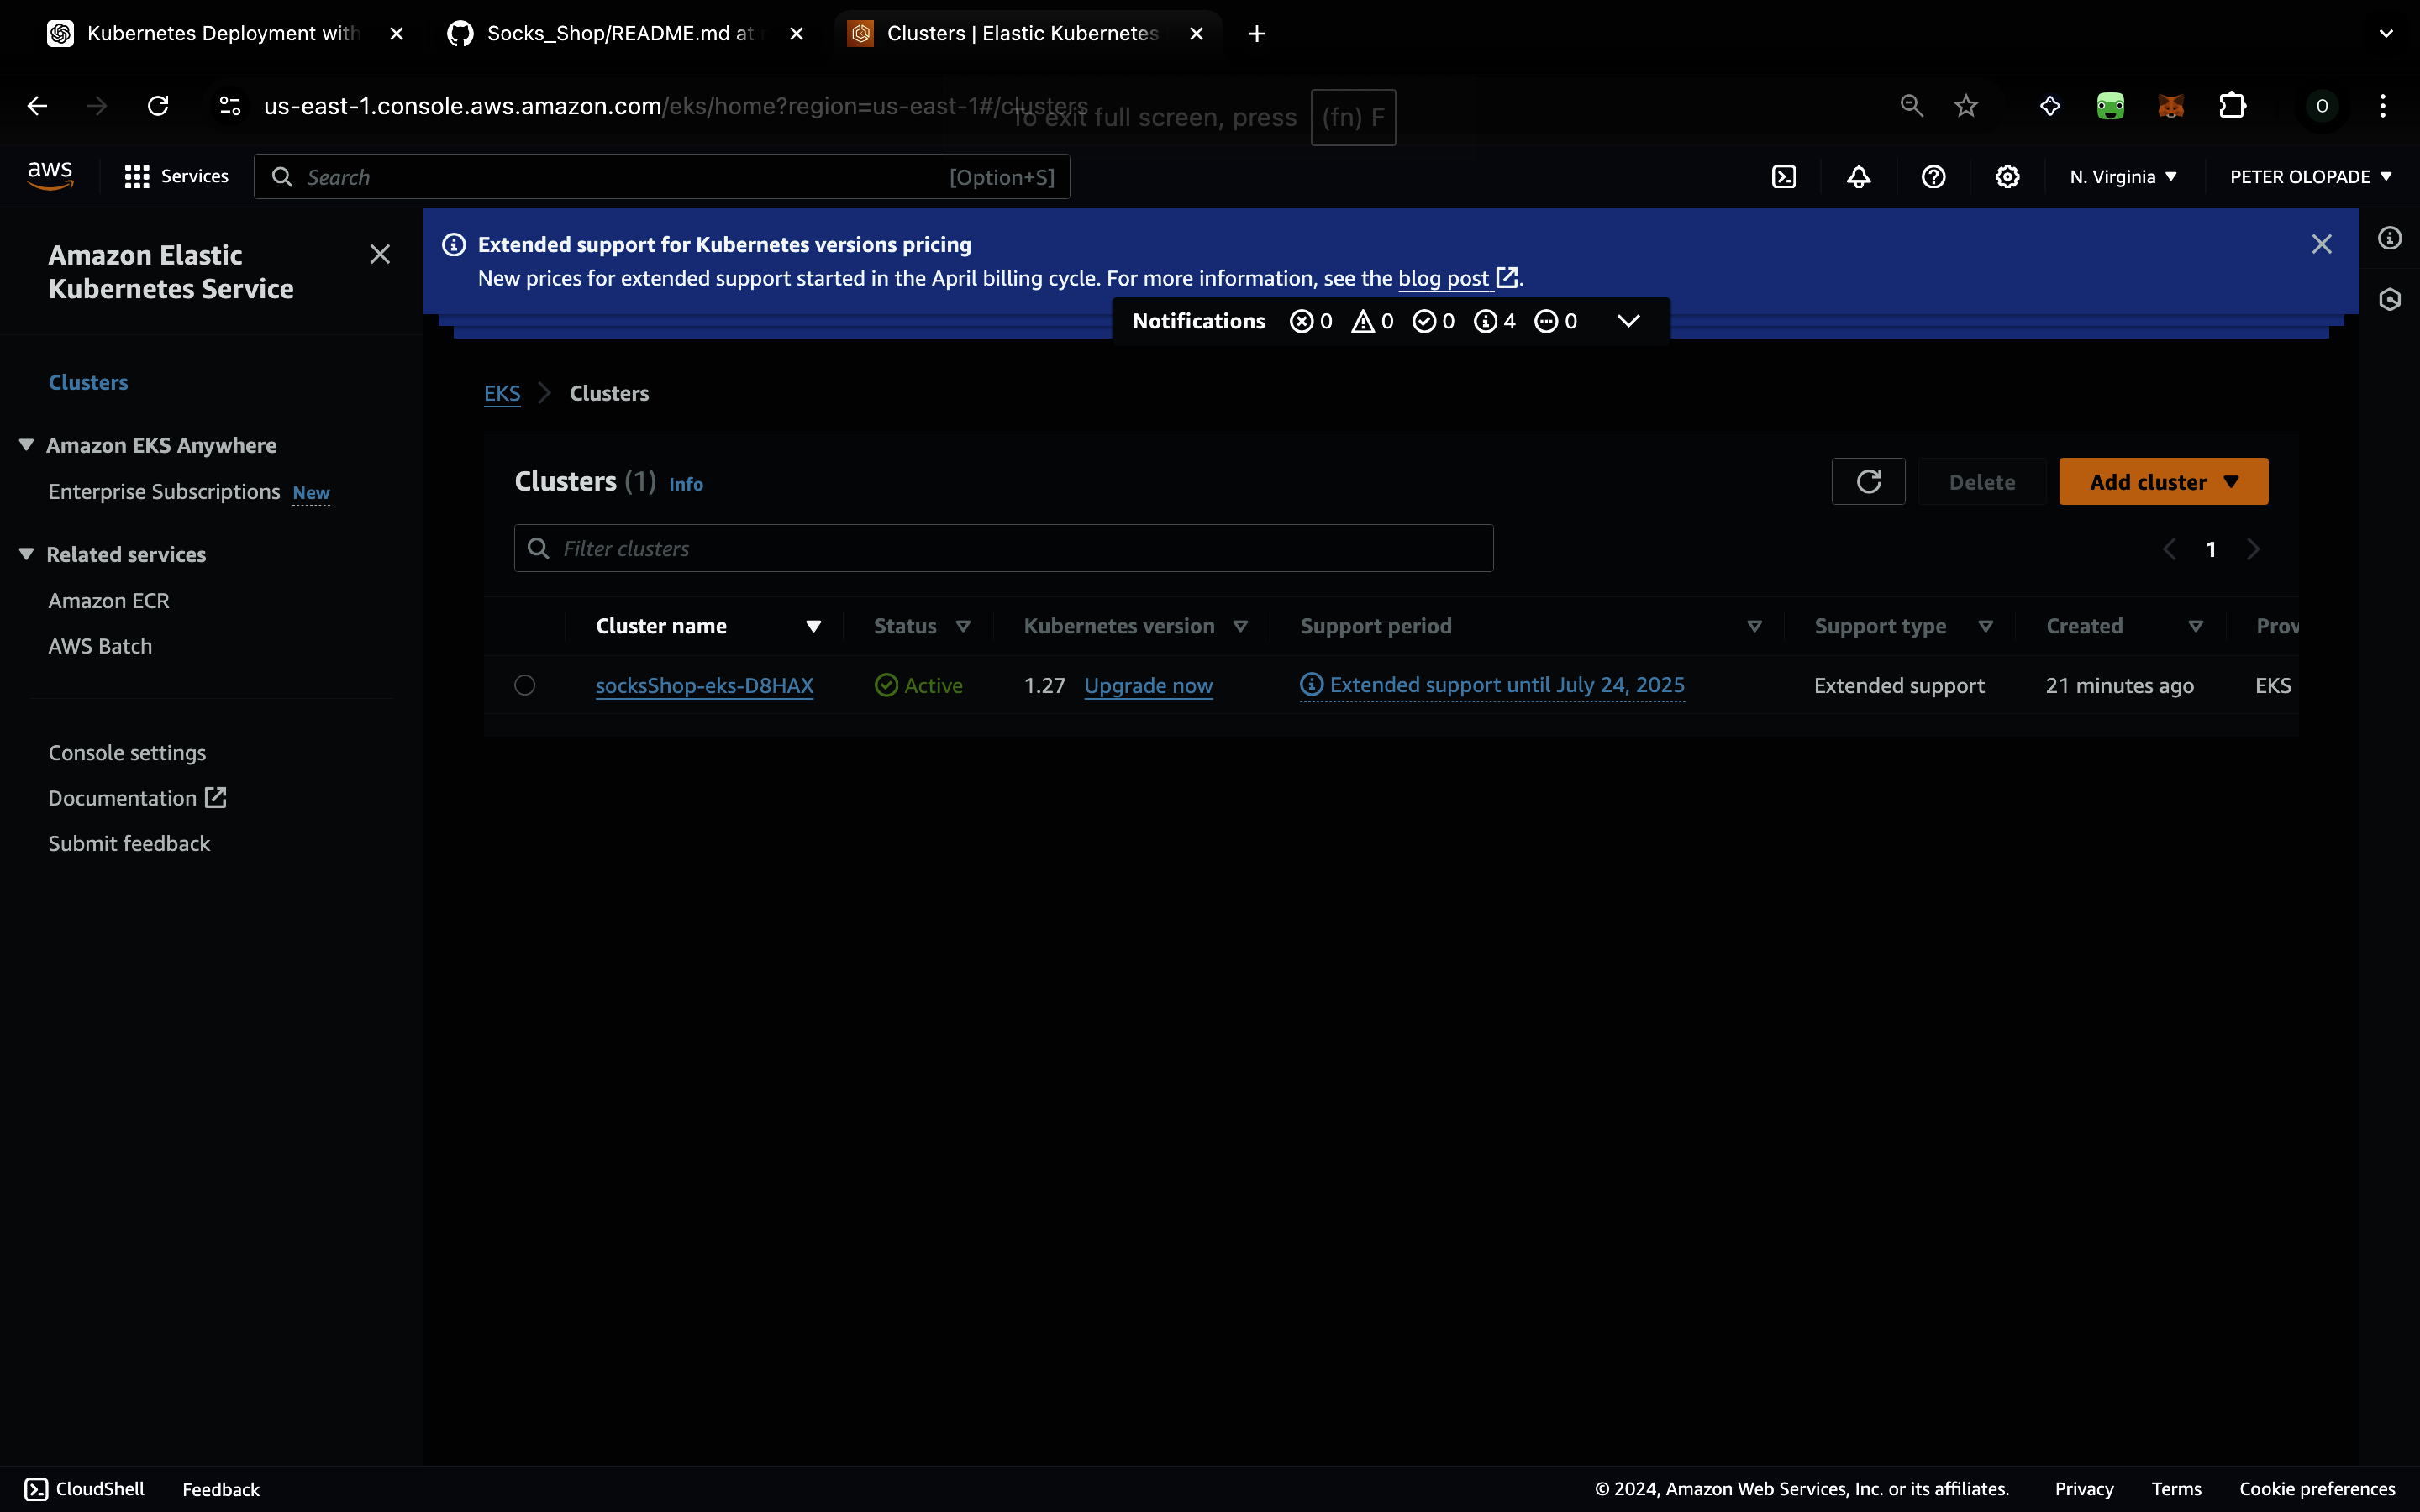 Kubernetes Deployment with
Socks_Shop/README.md at
Clusters | Elastic Kubernetes
us-east-1.console.aws.amazon.com/eks/home?region=us-east-1#/clusters
To exit full screen, press (fn) F
O
aws
Services
Search
[Option+S]
N. Virginia
PETER OLOPADE
Amazon Elastic
Kubernetes Service
Clusters
Amazon EKS Anywhere
Enterprise Subscriptions New
Related services
Amazon ECR
AWS Batch
Console settings
Documentation
Submit feedback
Extended support for Kubernetes versions pricing
New prices for extended support started in the April billing cycle. For more information, see the blog post .
Notifications 0 0 0 4 0
EKS Clusters
Clusters (1) Info
Delete
Add cluster
Filter clusters
1
Cluster name Status Kubernetes version Support period Support type Created Prov
socksShop-eks-D8HAX Active 1.27 Upgrade now Extended support until July 24, 2025 Extended support 21 minutes ago EKS
CloudShell Feedback © 2024, Amazon Web Services, Inc. or its affiliates. Privacy Terms Cookie preferences